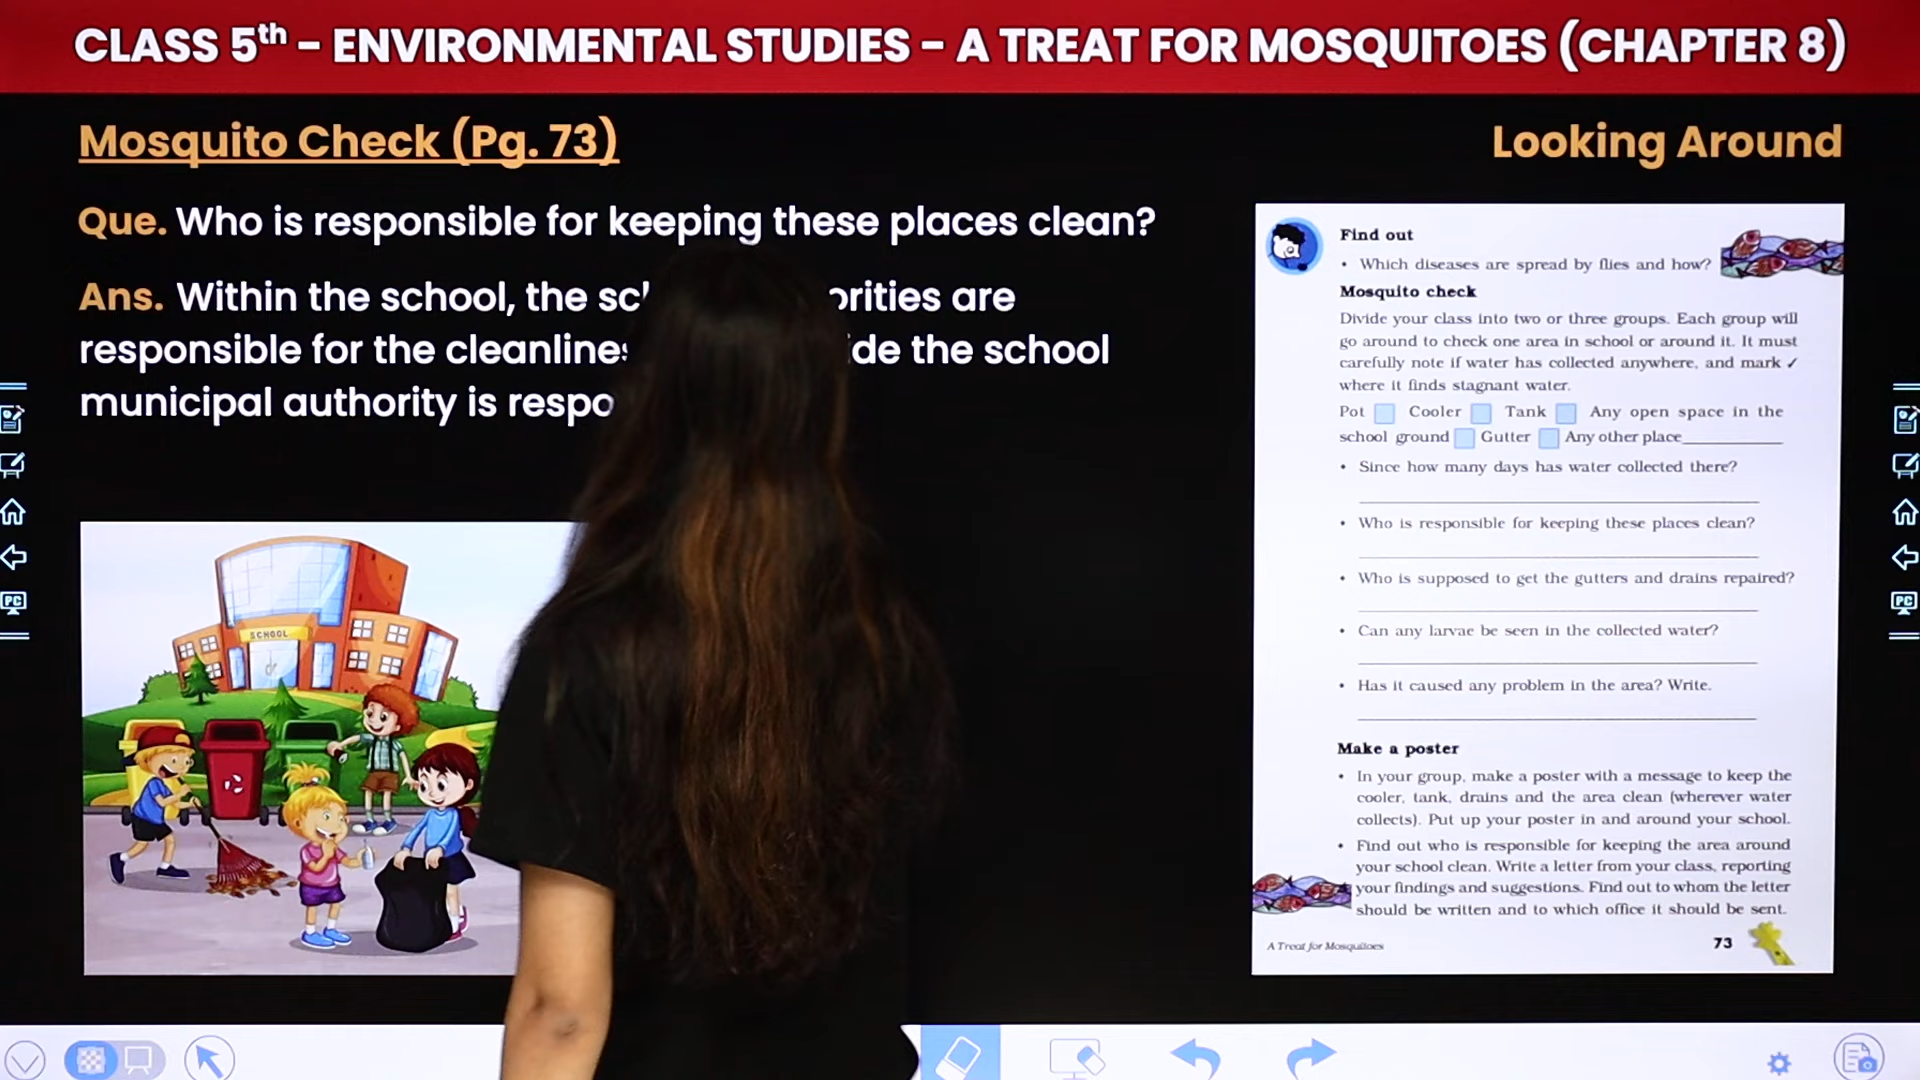 CLASS 5th - ENVIRONMENTAL STUDIES - A TREAT FOR MOSQUITOES (CHAPTER 8)
Mosquito Check (Pg. 73)
Looking Around
Que. Who is responsible for keeping these places clean?
Ans. Within the school, the are
responsible for the the school
municipal authority is
SCHOOL
Find out
• Which diseases are spread by flies and how?
Mosquito check
Divide your class into two or three groups. Each group will
go around to check one area in school or around it. It must
carefully note if water has collected anywhere, and mark ✓
where it finds stagnant water.
Pot Cooler Tank Any open space in the
school ground Gutter Any other place
• Since how many days has water collected there?
• Who is responsible for keeping these places clean?
• Who is supposed to get the gutters and drains repaired?
• Can any larvae be seen in the collected water?
• Has it caused any problem in the area? Write.
Make a poster
• In your group, make a poster with a message to keep the
cooler, tank, drains and the area clean (wherever water
collects). Put up your poster in and around your school.
• Find out who is responsible for keeping the area around
your school clean. Write a letter from your class, reporting
your findings and suggestions. Find out to whom the letter
should be written and to which office it should be sent.
A Treat for Mosquitoes
73
PC
PC